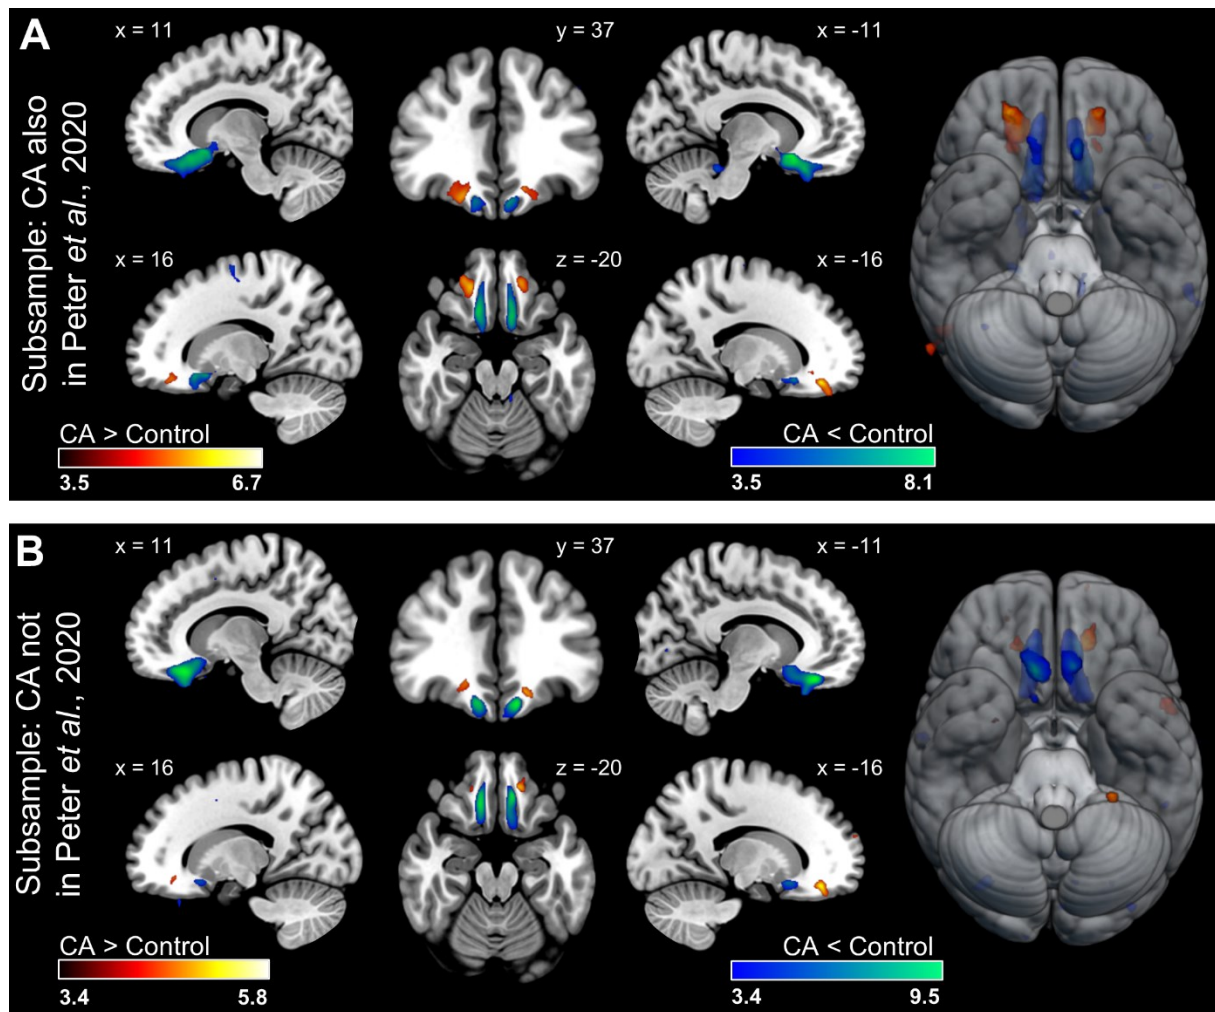 A
x = 11
y = 37
x = -11
Subsample: CA also
in Peter et al., 2020
x = 16
z = -20
x = -16
CA > Control
3.5 6.7
CA < Control
3.5 8.1
B
x = 11
y = 37
x = -11
Subsample: CA not
in Peter et al., 2020
x = 16
z = -20
x = -16
CA > Control
3.4 5.8
CA < Control
3.4 9.5